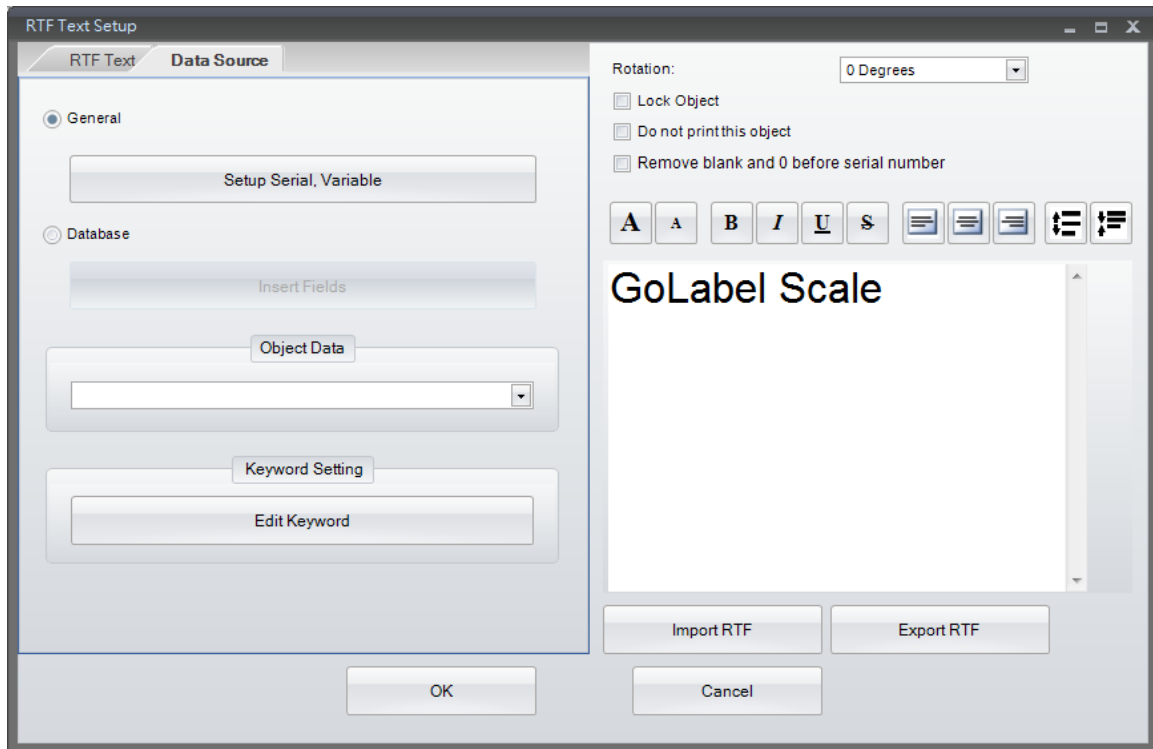 RTF Text Setup
RTF Text
Data Source
General
Setup Serial, Variable
Database
Insert Fields
Object Data
Keyword Setting
Edit Keyword
Rotation:
0 Degrees
Lock Object
Do not print this object
Remove blank and 0 before serial number
A A B I U S
GoLabel Scale
Import RTF
Export RTF
OK
Cancel